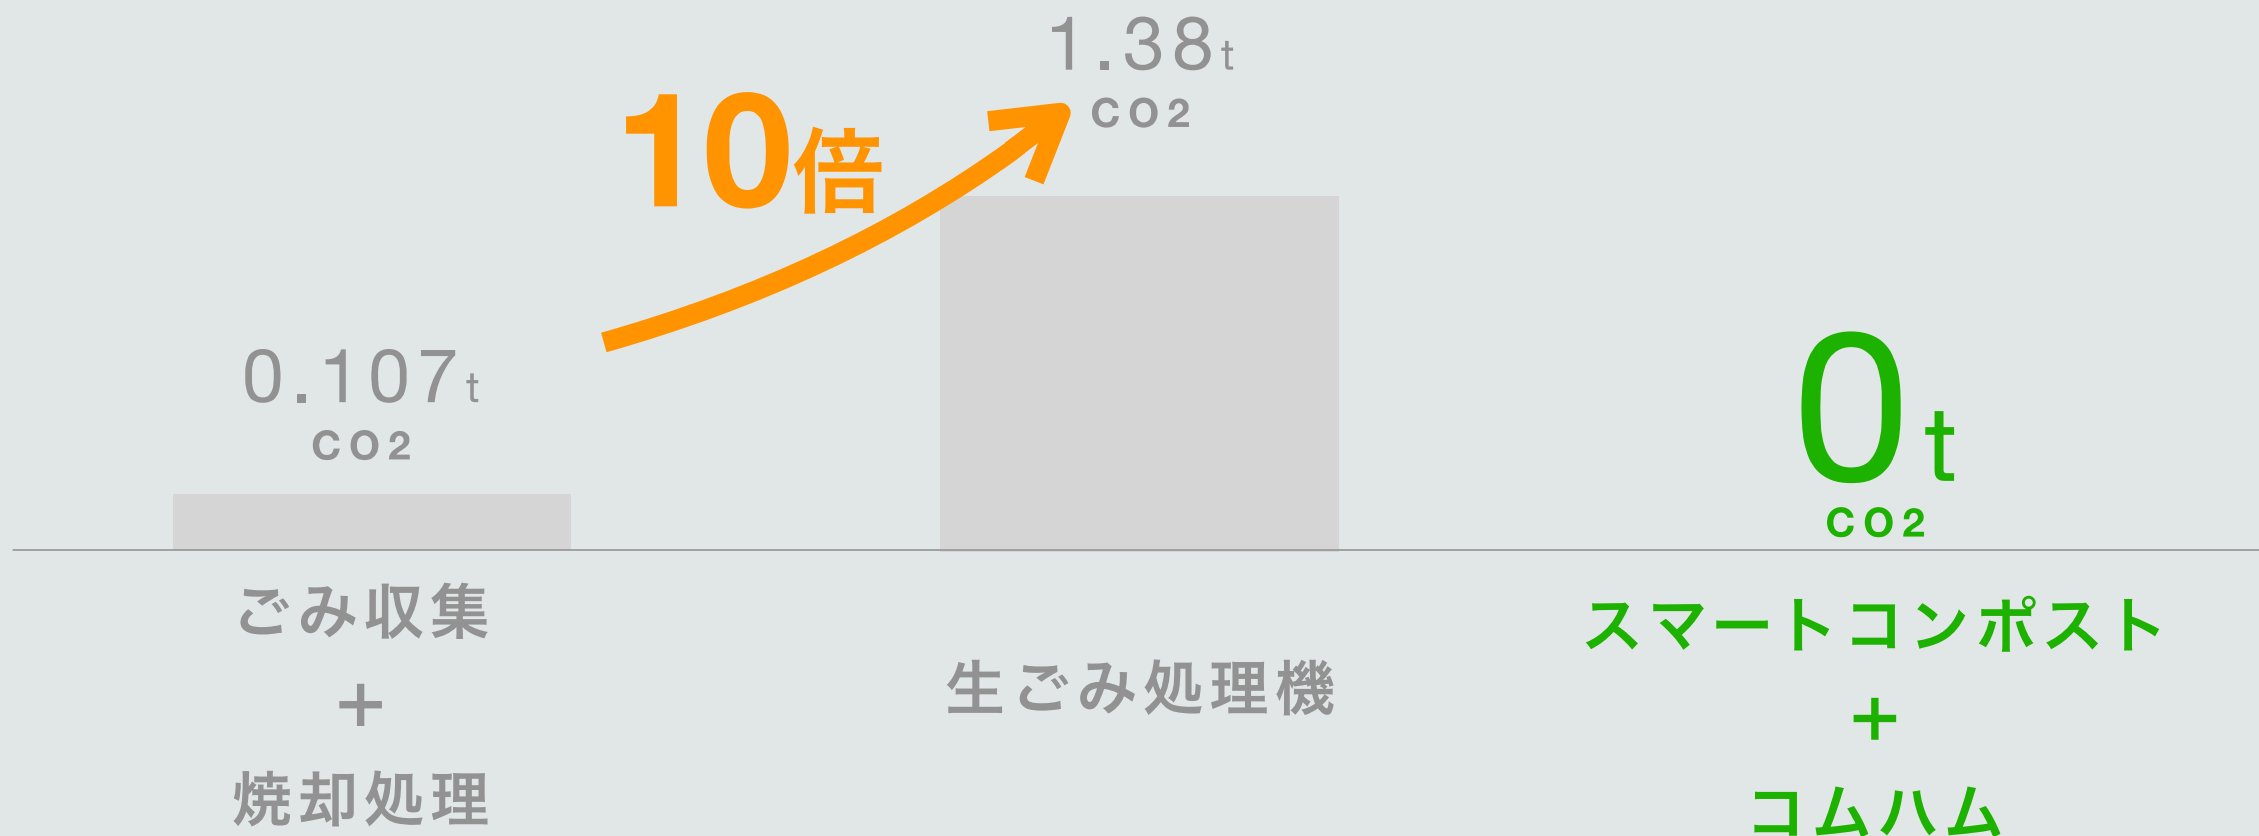 1.38t
CO2
10倍
0.107t
CO2
0t
CO2
ごみ収集
+
焼却処理
生ごみ処理機
スマートコンポスト
+
コムハム